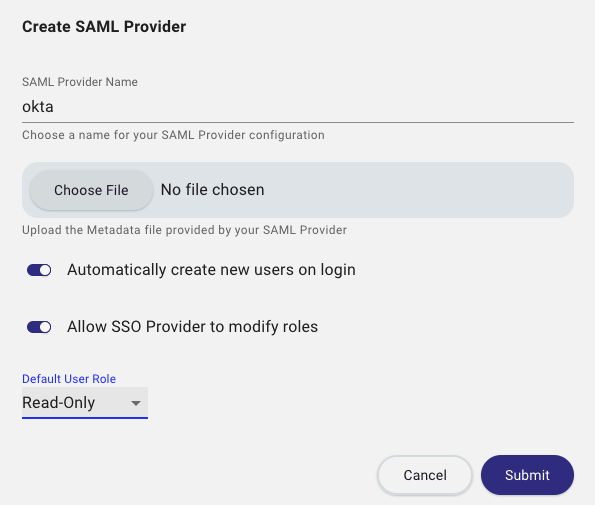 Create SAML Provider
SAML Provider Name
okta
Choose a name for your SAML Provider configuration
Choose File No file chosen
Upload the Metadata file provided by your SAML Provider
Automatically create new users on login
Allow SSO Provider to modify roles
Default User Role
Read-Only
Cancel Submit